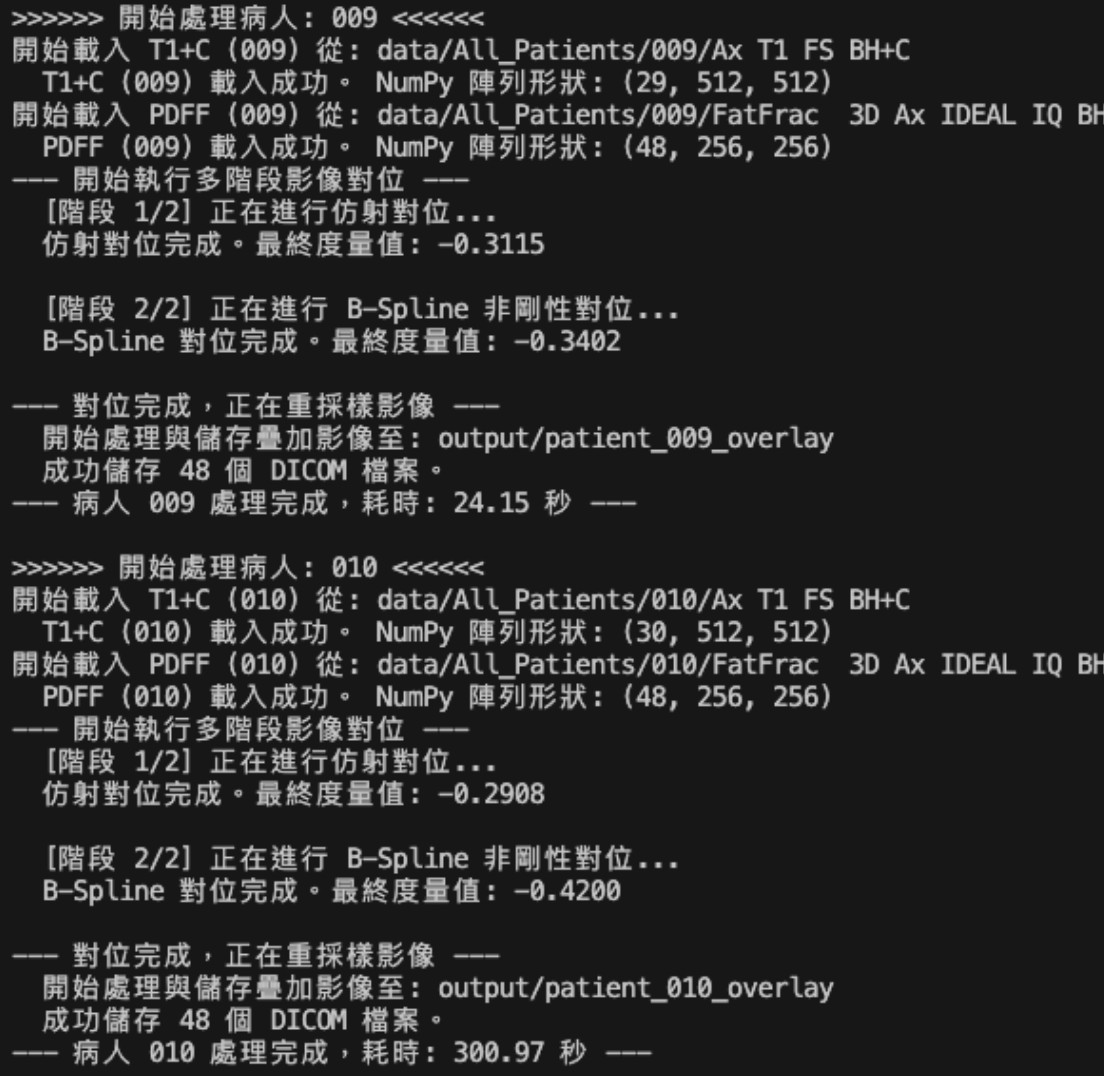 >>>>>> 開始處理病人: 009 <<<<<<
開始載入 T1+C (009) 從: data/All_Patients/009/Ax T1 FS BH+C
  T1+C (009) 載入成功。 NumPy 陣列形狀: (29, 512, 512)
開始載入 PDFF (009) 從: data/All_Patients/009/FatFrac  3D Ax IDEAL IQ BH
  PDFF (009) 載入成功。 NumPy 陣列形狀: (48, 256, 256)
--- 開始執行多階段影像對位 ---
  [階段 1/2] 正在進行仿射對位...
  仿射對位完成。最終度量值: -0.3115
  [階段 2/2] 正在進行 B-Spline 非剛性對位...
  B-Spline 對位完成。最終度量值: -0.3402
--- 對位完成，正在重採樣影像 ---
  開始處理與儲存疊加影像至: output/patient_009_overlay
  成功儲存 48 個 DICOM 檔案。
--- 病人 009 處理完成，耗時: 24.15 秒 ---
>>>>>> 開始處理病人: 010 <<<<<<
開始載入 T1+C (010) 從: data/All_Patients/010/Ax T1 FS BH+C
  T1+C (010) 載入成功。 NumPy 陣列形狀: (30, 512, 512)
開始載入 PDFF (010) 從: data/All_Patients/010/FatFrac  3D Ax IDEAL IQ BH
  PDFF (010) 載入成功。 NumPy 陣列形狀: (48, 256, 256)
--- 開始執行多階段影像對位 ---
  [階段 1/2] 正在進行仿射對位...
  仿射對位完成。最終度量值: -0.2908
  [階段 2/2] 正在進行 B-Spline 非剛性對位...
  B-Spline 對位完成。最終度量值: -0.4200
--- 對位完成，正在重採樣影像 ---
  開始處理與儲存疊加影像至: output/patient_010_overlay
  成功儲存 48 個 DICOM 檔案。
--- 病人 010 處理完成，耗時: 300.97 秒 ---